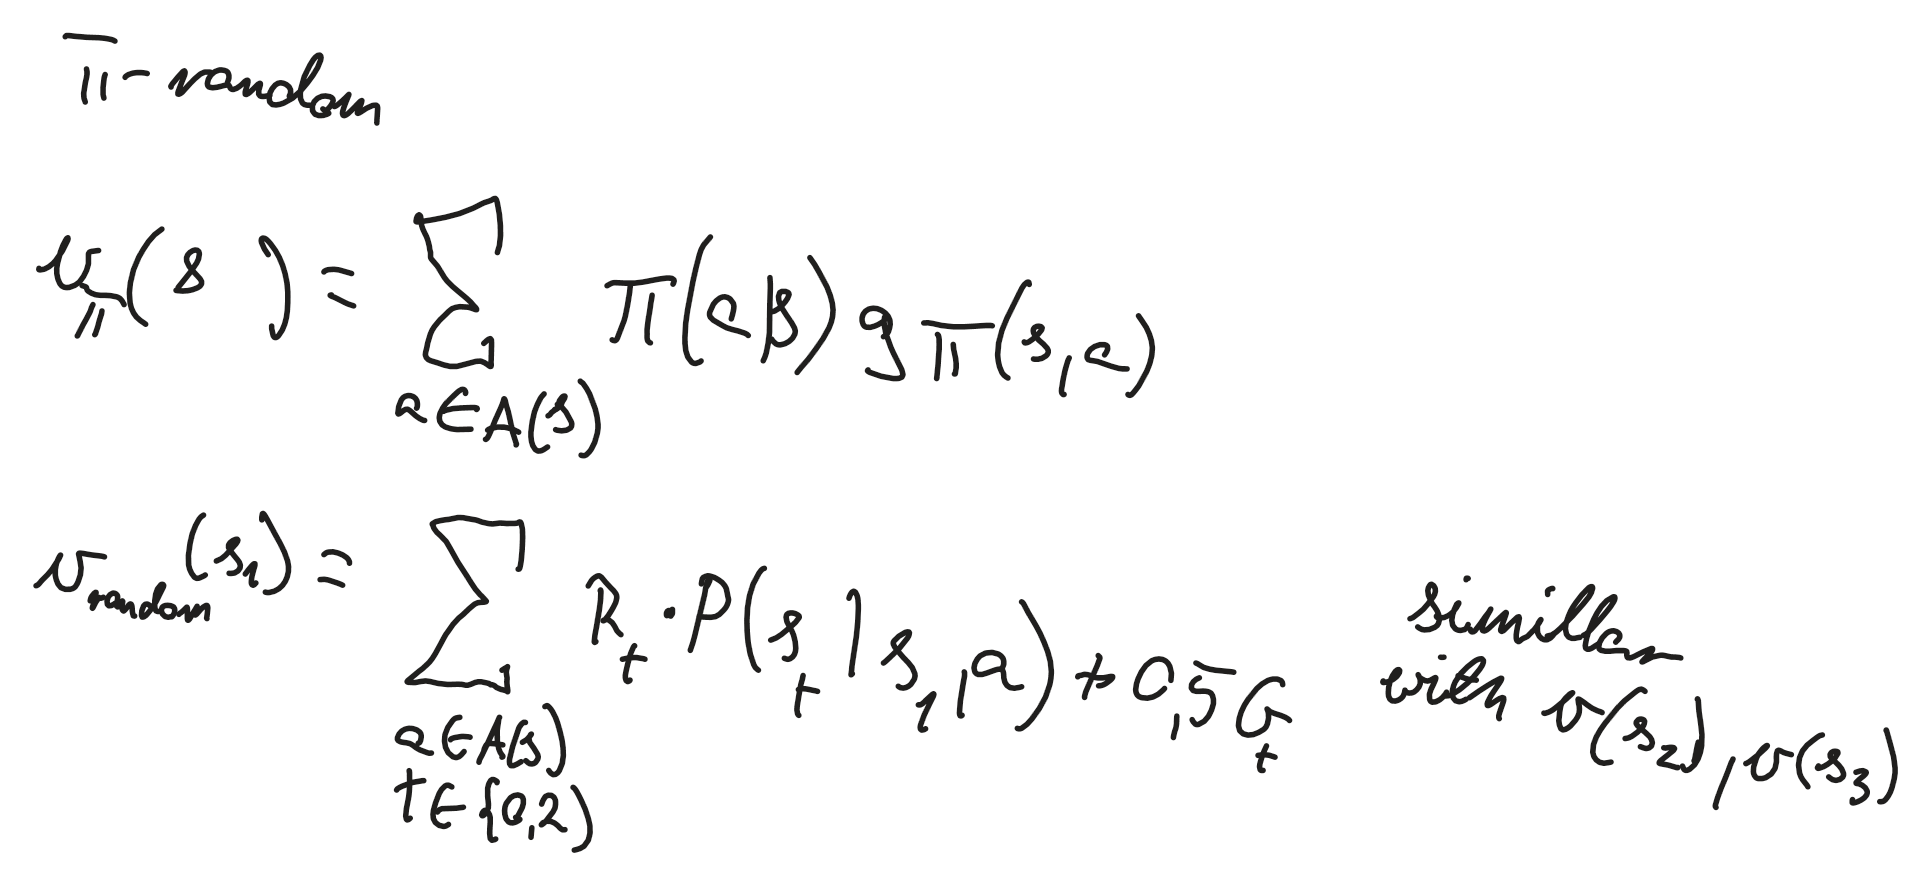 π - random
v_π(s) = Σ_{a∈A(s)} π(a|s) q_π(s,a)
v_random(s_1) = Σ_{a∈A(s), t∈{0,2)} R_t · P(s_t | s_1, a) + 0,5 G_t
simillar
with v(s_2), v(s_3)